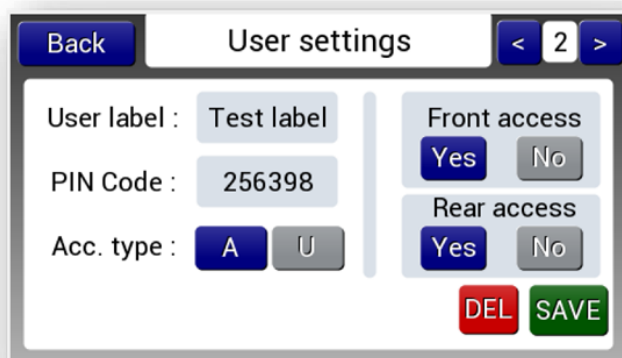 Back
User settings
< 2 >
User label : Test label
PIN Code : 256398
Acc. type : A U
Front access
Yes No
Rear access
Yes No
DEL SAVE